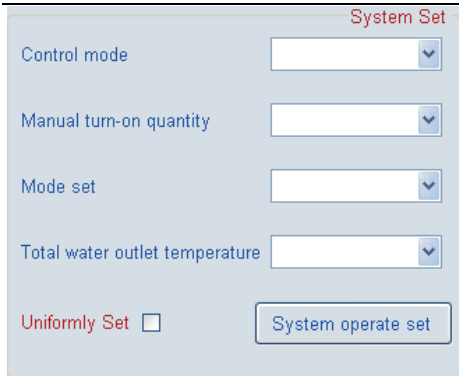 System Set
Control mode
Manual turn-on quantity
Mode set
Total water outlet temperature
Uniformly Set
System operate set